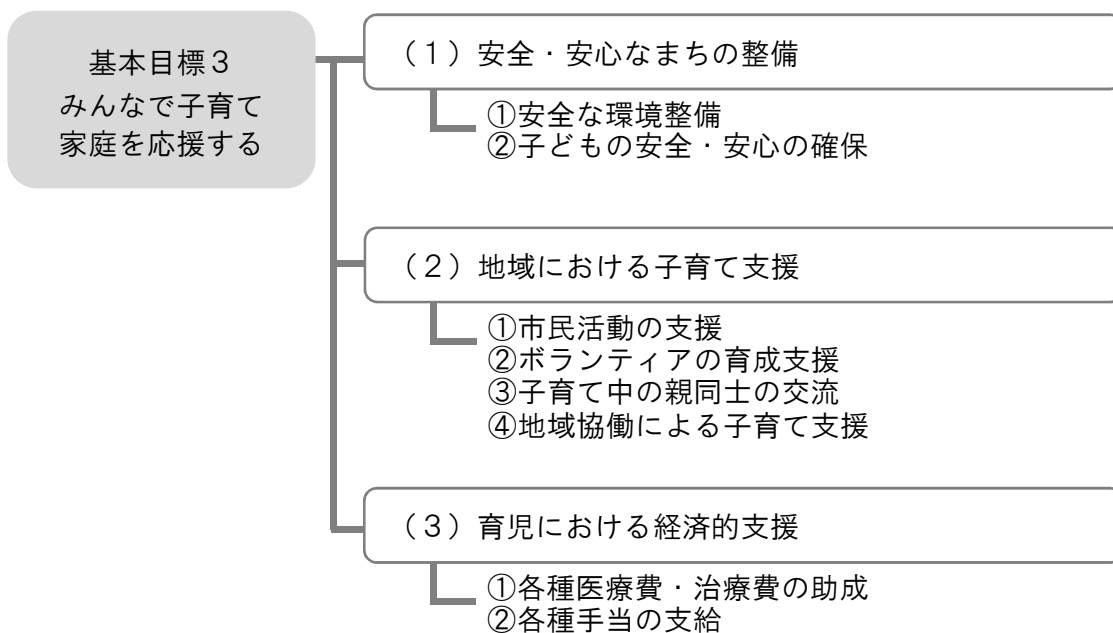 基本目標３
みんなで子育て
家庭を応援する
（１）安全・安心なまちの整備
①安全な環境整備
②子どもの安全・安心の確保
（２）地域における子育て支援
①市民活動の支援
②ボランティアの育成支援
③子育て中の親同士の交流
④地域協働による子育て支援
（３）育児における経済的支援
①各種医療費・治療費の助成
②各種手当の支給